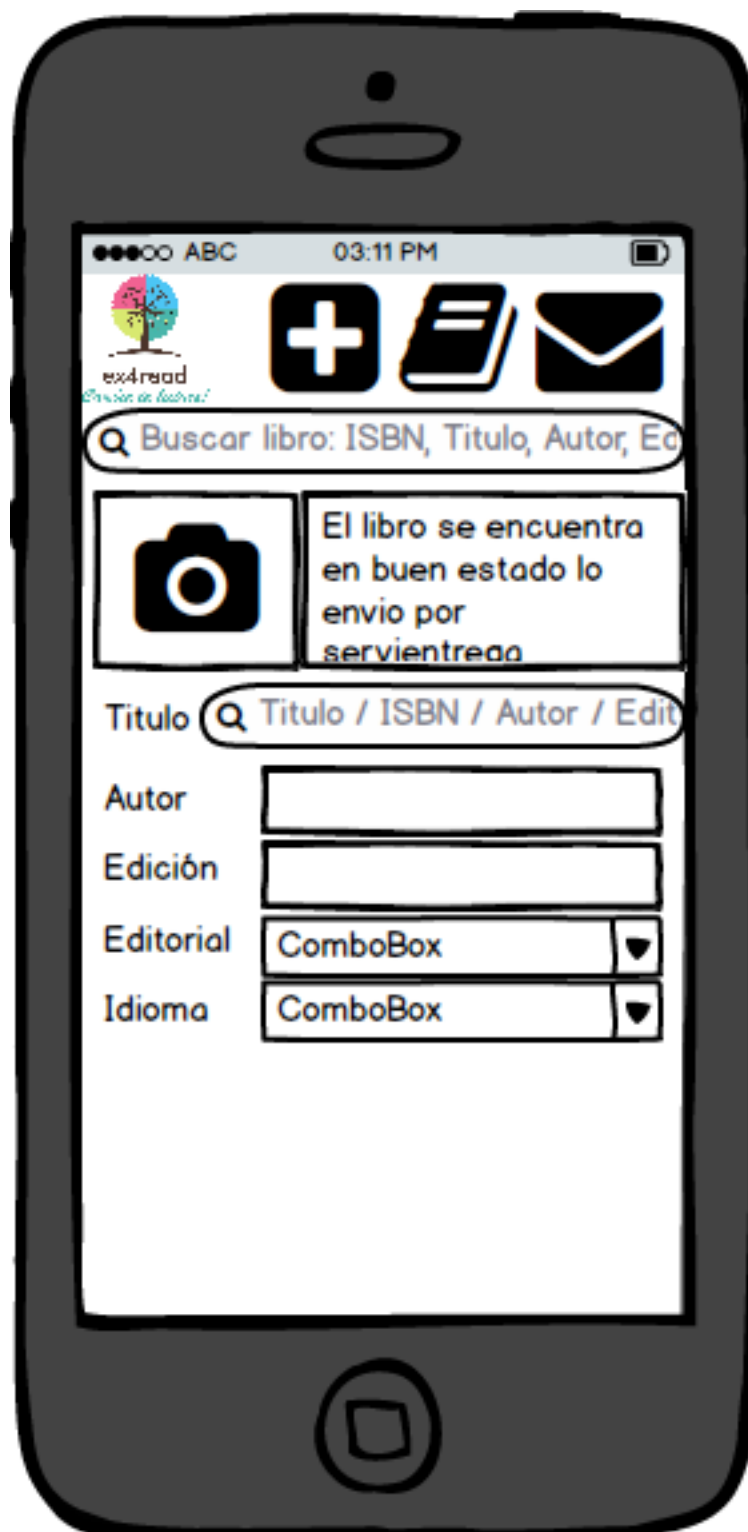 ABC 03:11 PM
ex4read
Buscar libro: ISBN, Titulo, Autor, Ed
El libro se encuentra
en buen estado lo
envio por
servientrega
Titulo Titulo / ISBN / Autor / Edit
Autor
Edición
Editorial ComboBox
Idioma ComboBox